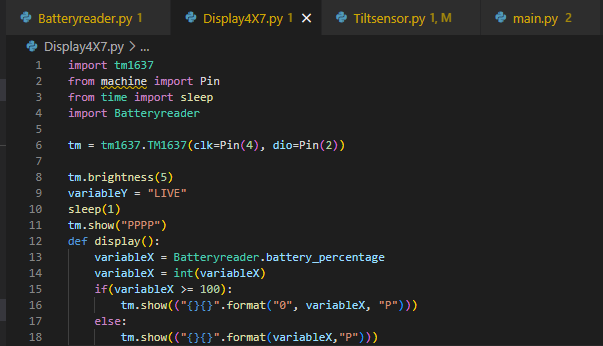 Batteryreader.py 1 Display4X7.py 1 × Tiltsensor.py 1, M main.py 2
Display4X7.py > ...
1 import tm1637
2 from machine import Pin
3 from time import sleep
4 import Batteryreader
5
6 tm = tm1637.TM1637(clk=Pin(4), dio=Pin(2))
7
8 tm.brightness(5)
9 variableY = "LIVE"
10 sleep(1)
11 tm.show("PPPP")
12 def display():
13     variableX = Batteryreader.battery_percentage
14     variableX = int(variableX)
15     if(variableX >= 100):
16         tm.show(("{}{}".format("0", variableX, "P")))
17     else:
18         tm.show(("{}{}".format(variableX,"P")))